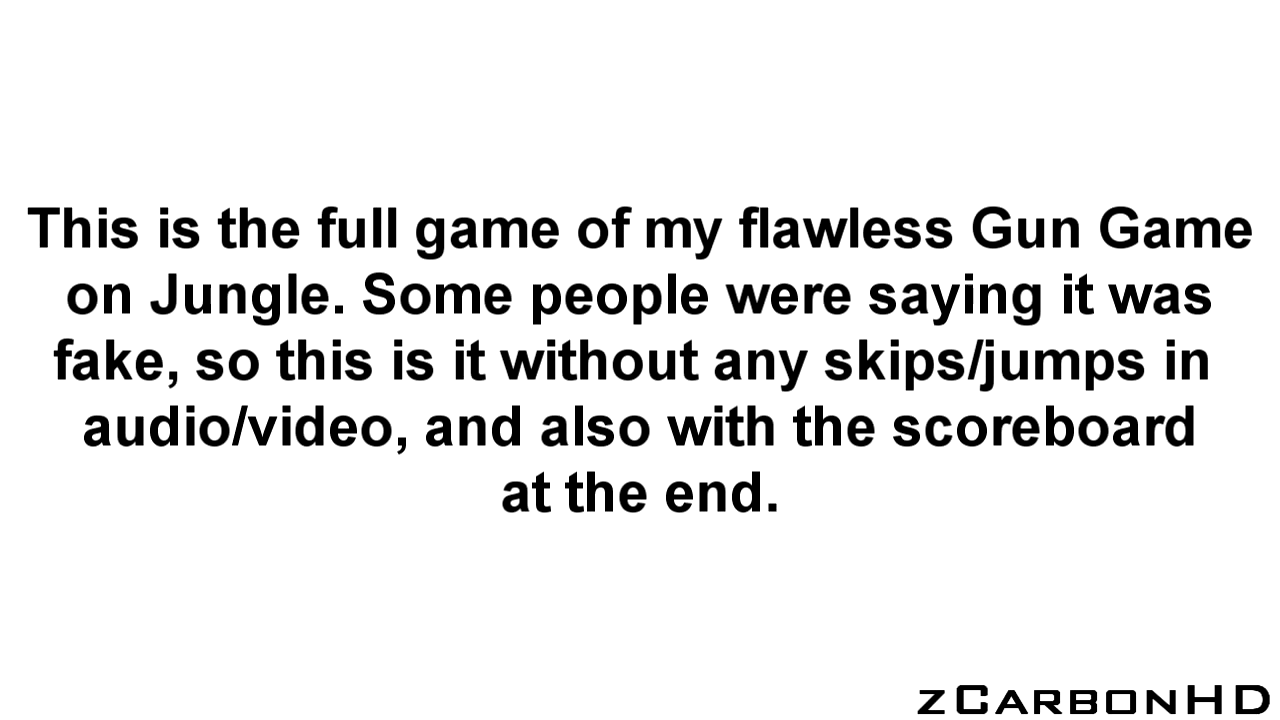 This is the full game of my flawless Gun Game
on Jungle. Some people were saying it was
fake, so this is it without any skips/jumps in
audio/video, and also with the scoreboard
at the end.
zCarbonHD